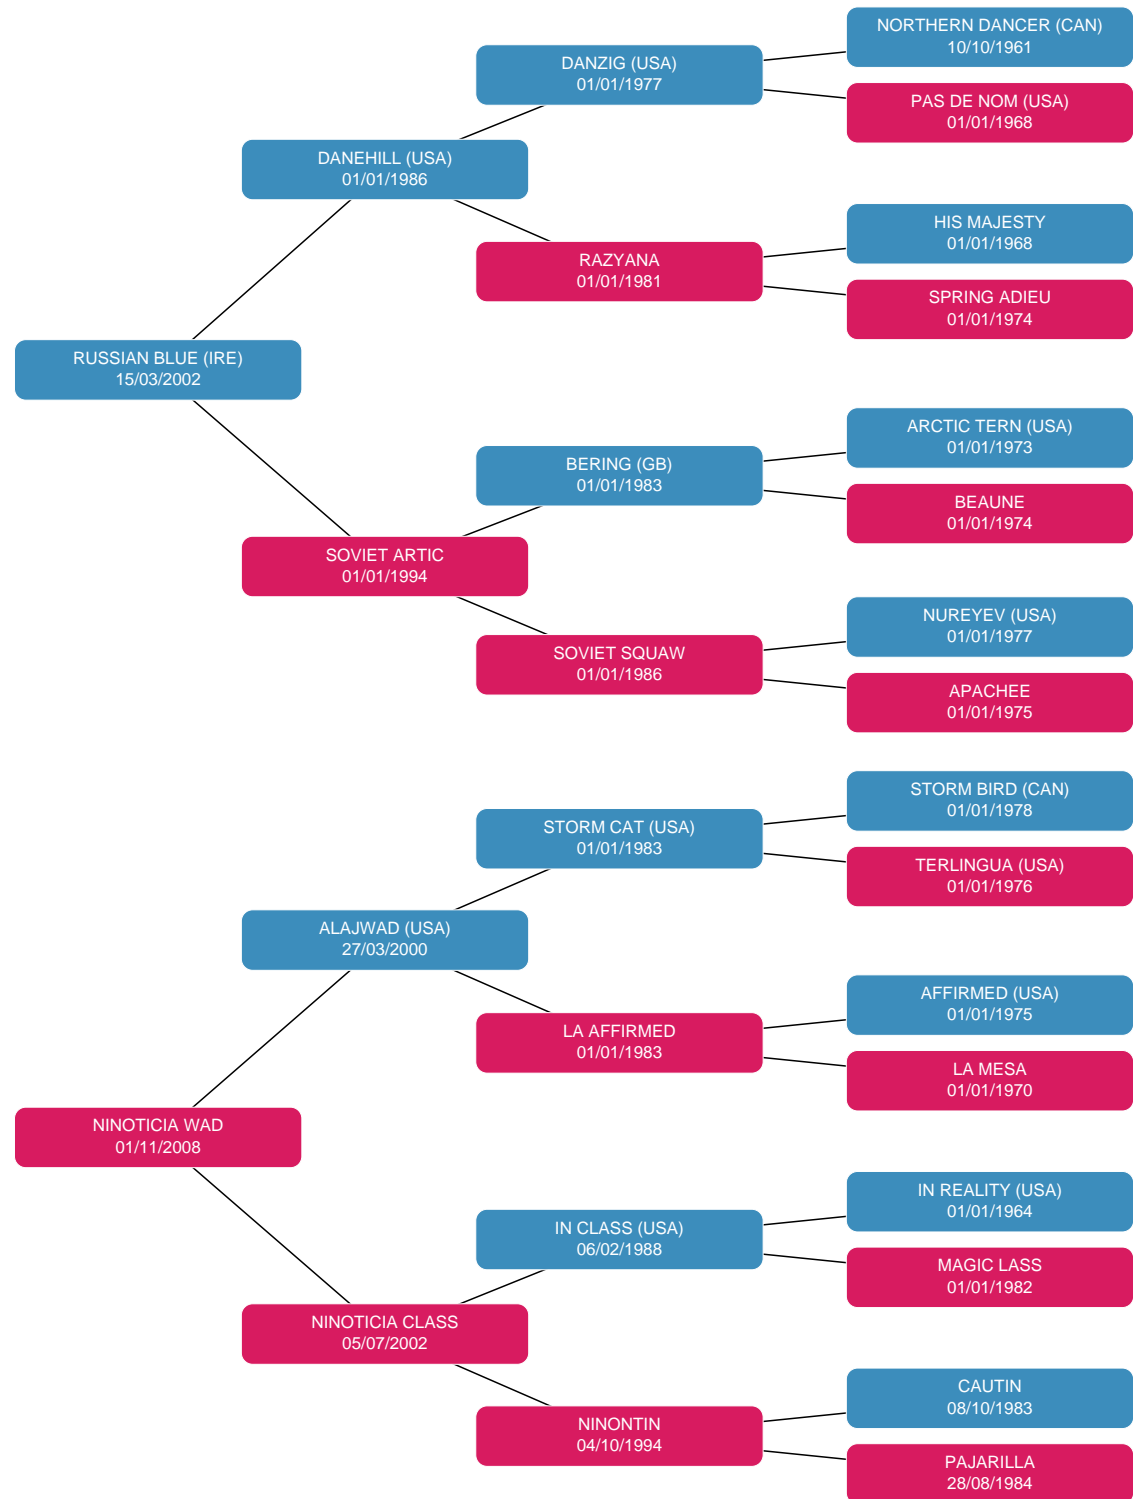 NORTHERN DANCER (CAN)
10/10/1961
DANZIG (USA)
01/01/1977
PAS DE NOM (USA)
01/01/1968
DANEHILL (USA)
01/01/1986
HIS MAJESTY
01/01/1968
RAZYANA
01/01/1981
SPRING ADIEU
01/01/1974
RUSSIAN BLUE (IRE)
15/03/2002
ARCTIC TERN (USA)
01/01/1973
BERING (GB)
01/01/1983
BEAUNE
01/01/1974
SOVIET ARTIC
01/01/1994
NUREYEV (USA)
01/01/1977
SOVIET SQUAW
01/01/1986
APACHEE
01/01/1975
STORM BIRD (CAN)
01/01/1978
STORM CAT (USA)
01/01/1983
TERLINGUA (USA)
01/01/1976
ALAJWAD (USA)
27/03/2000
AFFIRMED (USA)
01/01/1975
LA AFFIRMED
01/01/1983
LA MESA
01/01/1970
NINOTICIA WAD
01/11/2008
IN REALITY (USA)
01/01/1964
IN CLASS (USA)
06/02/1988
MAGIC LASS
01/01/1982
NINOTICIA CLASS
05/07/2002
CAUTIN
08/10/1983
NINONTIN
04/10/1994
PAJARILLA
28/08/1984